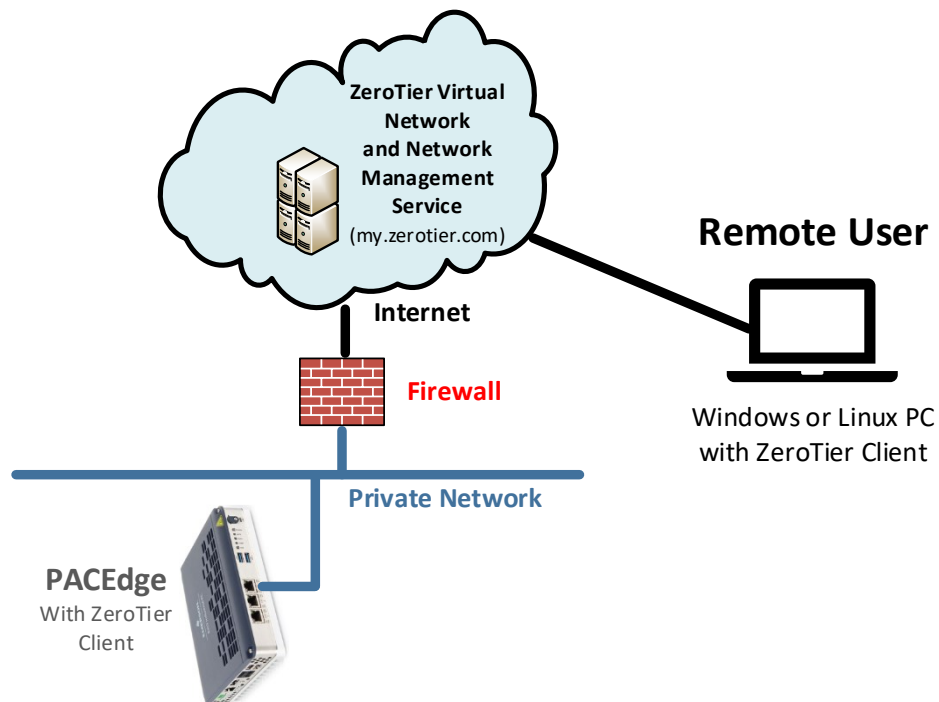 ZeroTier Virtual
Network
and Network
Management
Service
(my.zerotier.com)
Remote User
Internet
Firewall
Windows or Linux PC
with ZeroTier Client
Private Network
PACEdge
With ZeroTier
Client